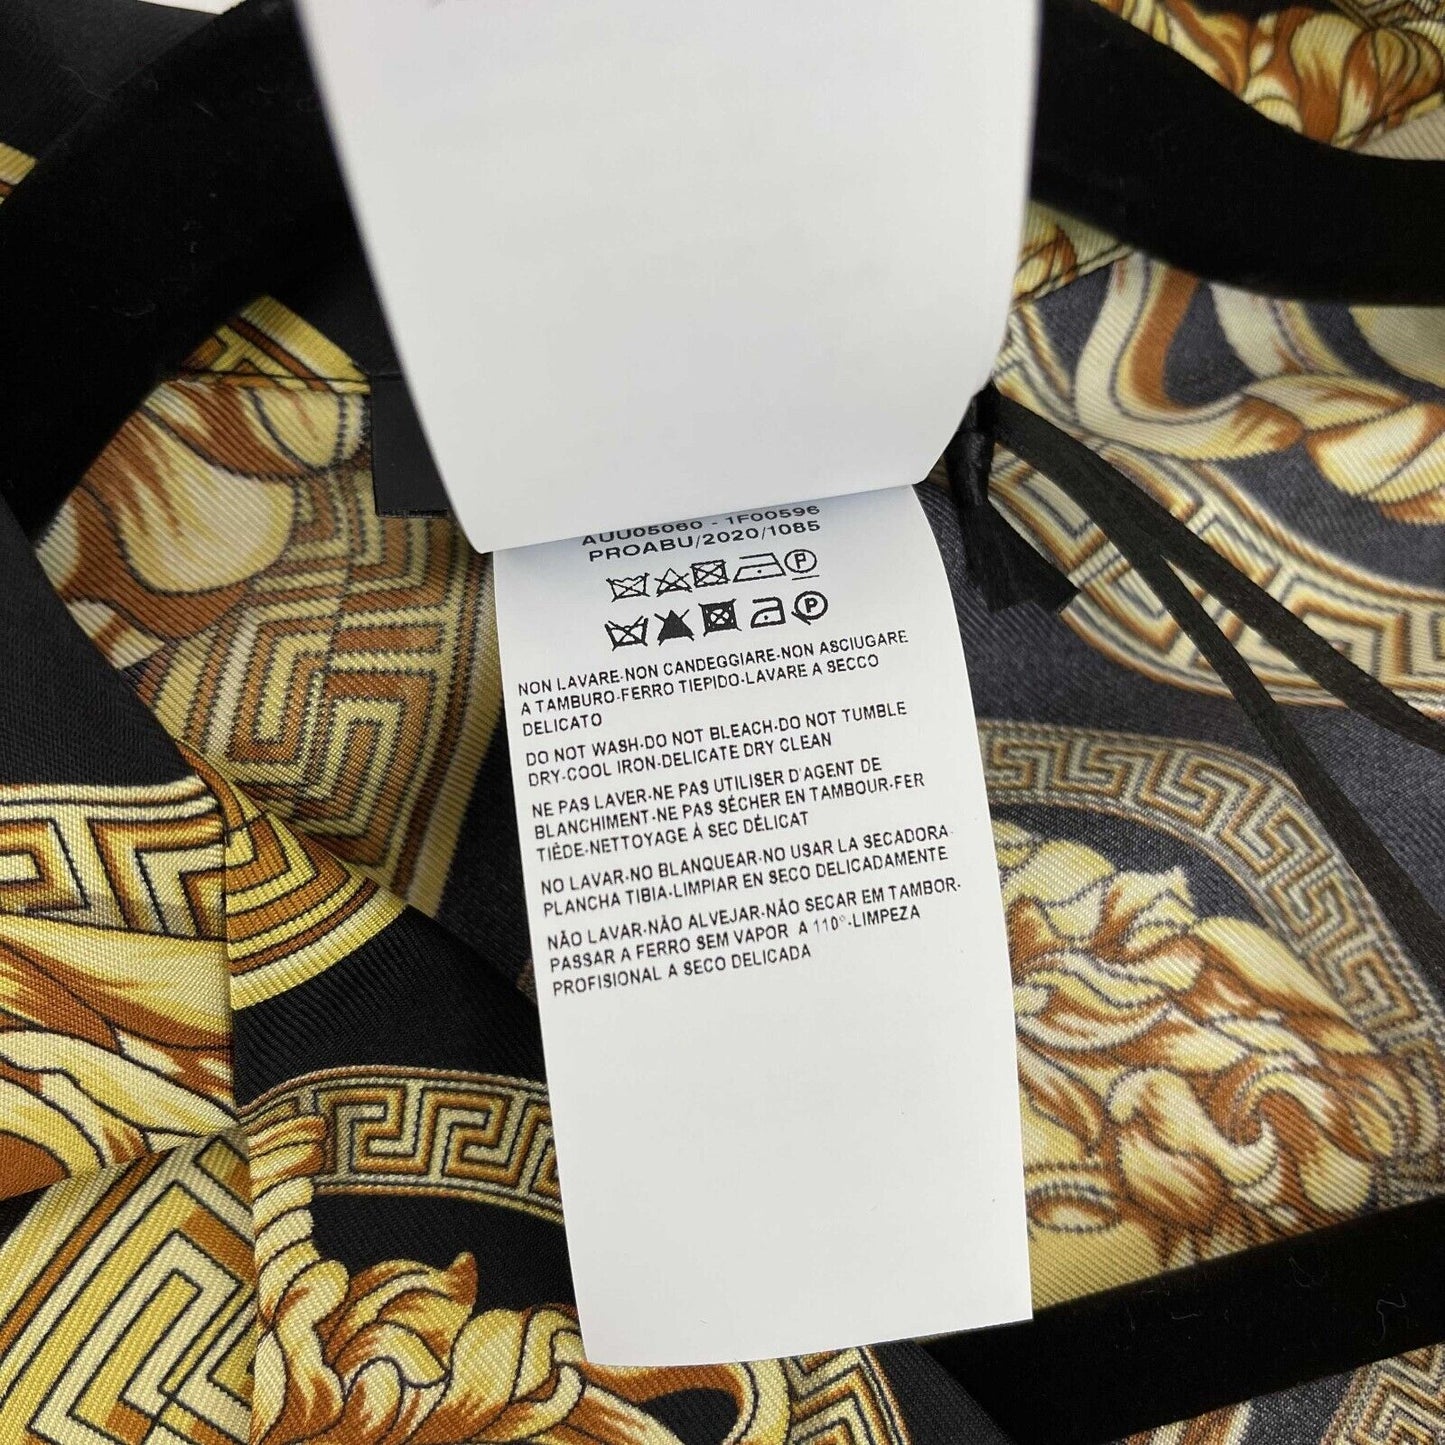 AUU05060 - 1F00596
PROABU/2020/1085
P
P
NON LAVARE-NON CANDEGGIARE-NON ASCIUGARE
A TAMBURO-FERRO TIEPIDO-LAVARE A SECCO
DELICATO
DO NOT WASH-DO NOT BLEACH-DO NOT TUMBLE
DRY-COOL IRON-DELICATE DRY CLEAN
NE PAS LAVER-NE PAS UTILISER D'AGENT DE
BLANCHIMENT-NE PAS SÉCHER EN TAMBOUR-FER
TIÈDE-NETTOYAGE À SEC DÉLICAT
NO LAVAR-NO BLANQUEAR-NO USAR LA SECADORA-
PLANCHA TIBIA-LIMPIAR EN SECO DELICADAMENTE
NÃO LAVAR-NÃO ALVEJAR-NÃO SECAR EM TAMBOR-
PASSAR A FERRO SEM VAPOR A 110°-LIMPEZA
PROFISIONAL A SECO DELICADA